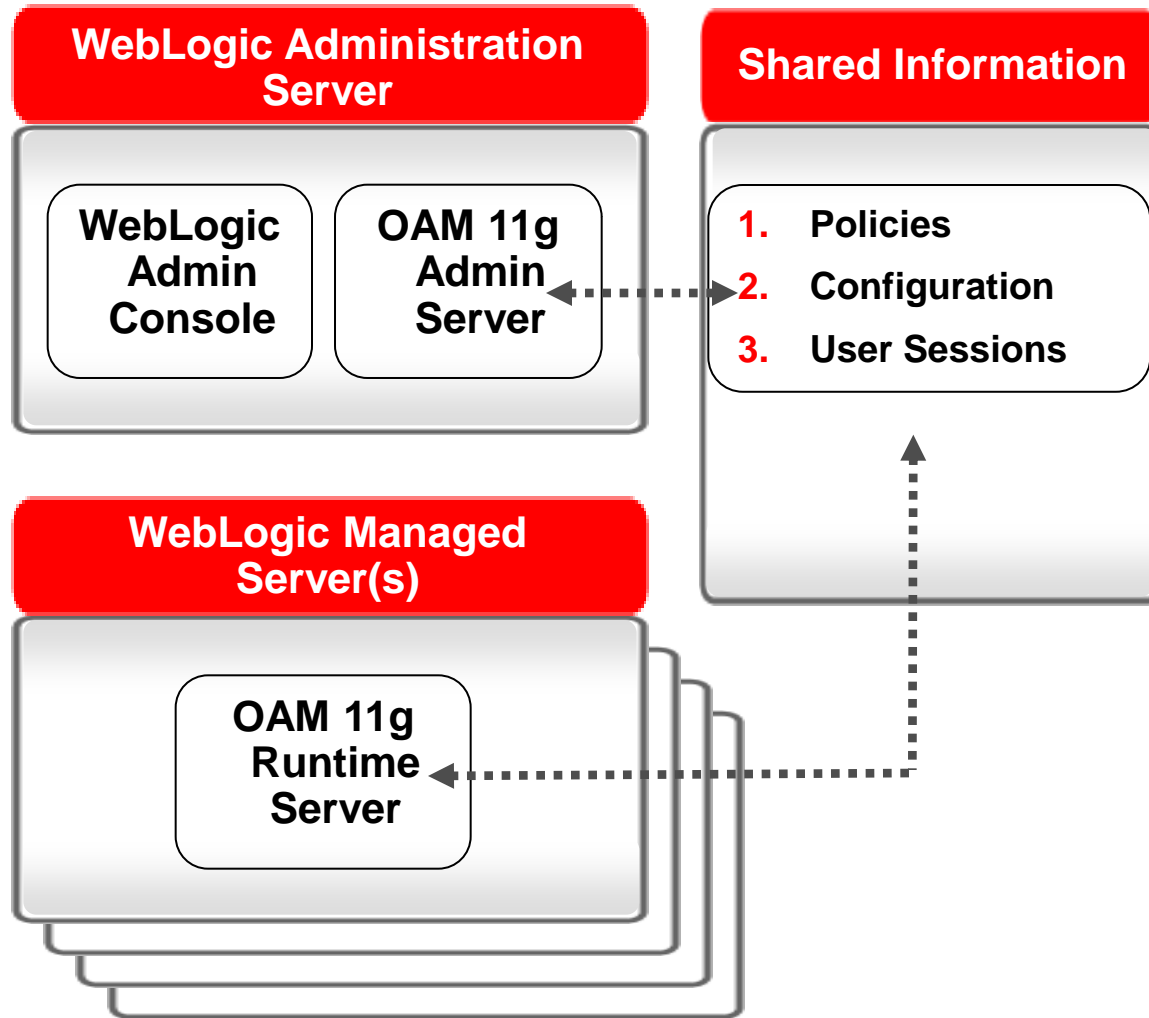 WebLogic Administration
Server
WebLogic
Admin
Console
OAM 11g
Admin
Server
Shared Information
1. Policies
2. Configuration
3. User Sessions
WebLogic Managed
Server(s)
OAM 11g
Runtime
Server